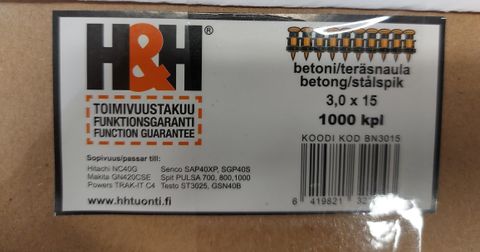 H&H®
TOIMIVUUSTAKUU
FUNKTIONSGARANTI
FUNCTION GUARANTEE
betoni/teräsnaula
betong/stålspik
3,0 x 15
1000 kpl
KOODI KOD BN3015
Sopivuus/passar till:
Hitachi NC40G
Makita GN420CSE
Powers TRAK-IT C4
Senco SAP40XP, SGP40S
Spit PULSA 700, 800,1000
Testo ST3025, GSN40B
www.hhtuonti.fi
6 419821